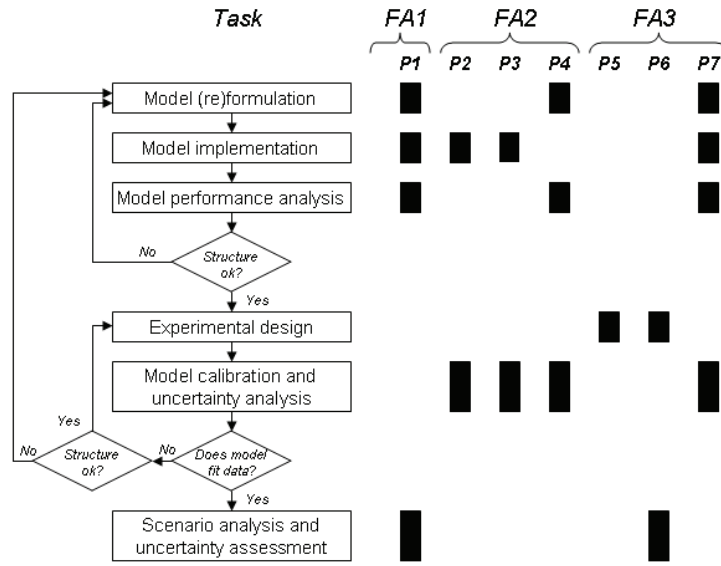 Task FA1 FA2 FA3
P1 P2 P3 P4 P5 P6 P7
Model (re)formulation
Model implementation
Model performance analysis
No
Structure
ok?
Yes
Experimental design
Model calibration and
uncertainty analysis
Yes
No
Structure
ok?
No
Does model
fit data?
Yes
Scenario analysis and
uncertainty assessment